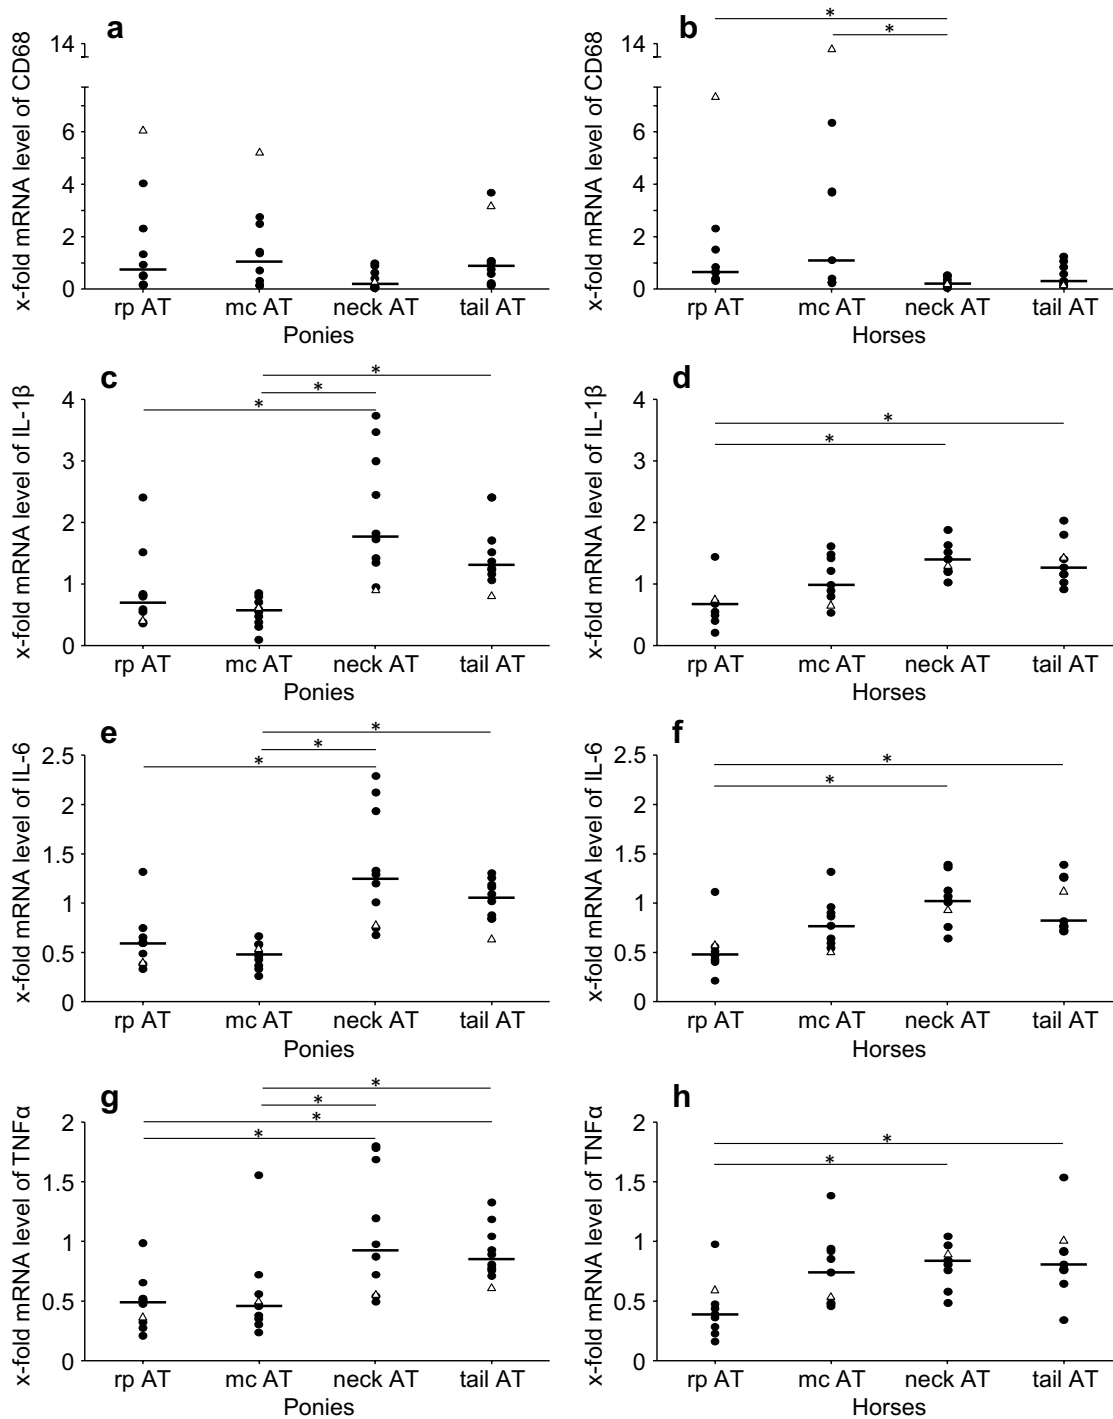 a
x-fold mRNA level of CD68
14
6
4
2
0
rp AT mc AT neck AT tail AT
Ponies
b
* 
*
x-fold mRNA level of CD68
14
6
4
2
0
rp AT mc AT neck AT tail AT
Horses
c
*
*
*
x-fold mRNA level of IL-1β
4
3
2
1
0
rp AT mc AT neck AT tail AT
Ponies
d
*
*
x-fold mRNA level of IL-1β
4
3
2
1
0
rp AT mc AT neck AT tail AT
Horses
e
*
*
*
x-fold mRNA level of IL-6
2.5
2
1.5
1
0.5
0
rp AT mc AT neck AT tail AT
Ponies
f
*
*
x-fold mRNA level of IL-6
2.5
2
1.5
1
0.5
0
rp AT mc AT neck AT tail AT
Horses
g
*
*
*
*
x-fold mRNA level of TNFα
2
1.5
1
0.5
0
rp AT mc AT neck AT tail AT
Ponies
h
*
*
x-fold mRNA level of TNFα
2
1.5
1
0.5
0
rp AT mc AT neck AT tail AT
Horses